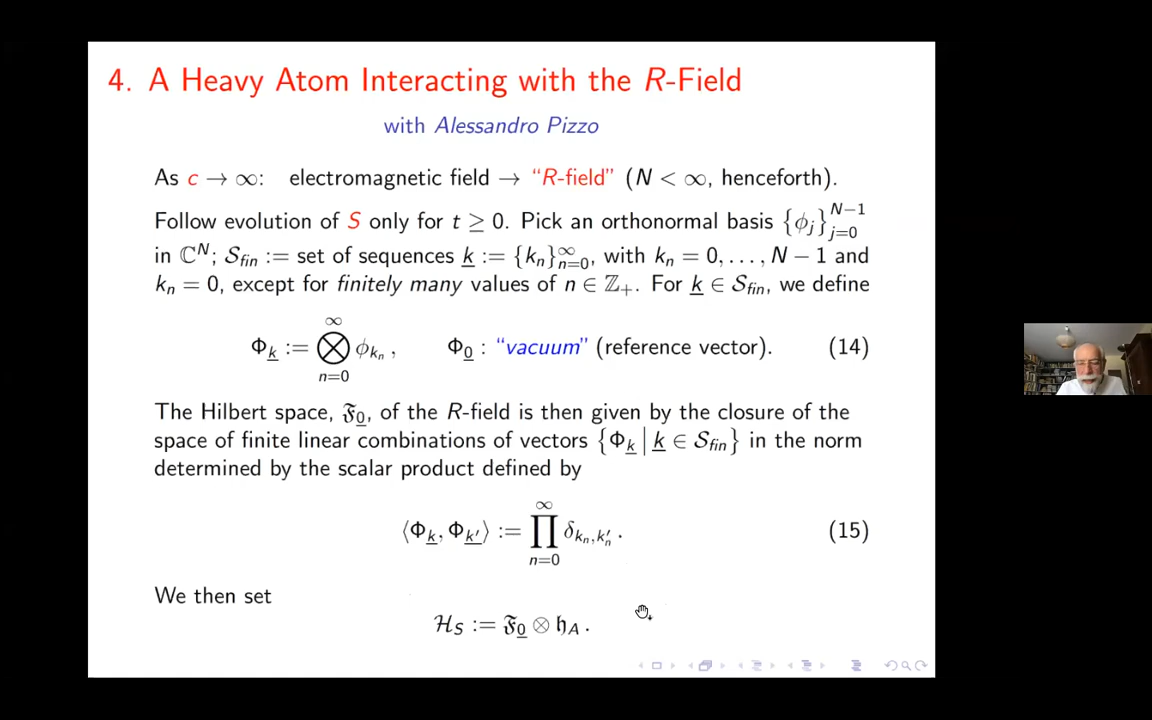 4. A Heavy Atom Interacting with the R-Field
with Alessandro Pizzo
As c → ∞: electromagnetic field → “R-field” (N < ∞, henceforth).
Follow evolution of S only for t ≥ 0. Pick an orthonormal basis {ϕ_j}_{j=0}^{N−1}
in ℂ^N; 𝒮_fin := set of sequences k̲ := {k_n}_{n=0}^∞, with k_n = 0, . . . , N − 1 and
k_n = 0, except for finitely many values of n ∈ ℤ_+. For k̲ ∈ 𝒮_fin, we define
Φ_k̲ := ⨂_{n=0}^∞ ϕ_{k_n} , Φ_0̲ : “vacuum” (reference vector). (14)
The Hilbert space, 𝔉_0̲, of the R-field is then given by the closure of the
space of finite linear combinations of vectors {Φ_k̲ | k̲ ∈ 𝒮_fin} in the norm
determined by the scalar product defined by
⟨Φ_k̲, Φ_k̲′⟩ := ∏_{n=0}^∞ δ_{k_n, k′_n} . (15)
We then set
ℋ_S := 𝔉_0̲ ⊗ 𝔥_A .